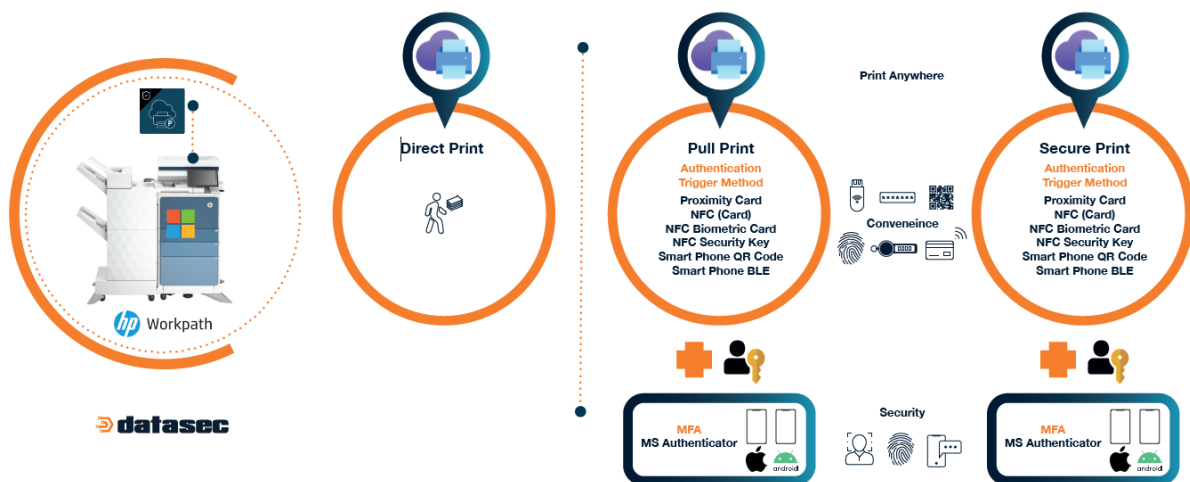 P
hp Workpath
datasec
Direct Print
Pull Print
Authentication
Trigger Method
Proximity Card
NFC (Card)
NFC Biometric Card
NFC Security Key
Smart Phone QR Code
Smart Phone BLE
MFA
MS Authenticator
android
Print Anywhere
*******
Conveneince
0000
Security
Secure Print
Authentication
Trigger Method
Proximity Card
NFC (Card)
NFC Biometric Card
NFC Security Key
Smart Phone QR Code
Smart Phone BLE
MFA
MS Authenticator
android